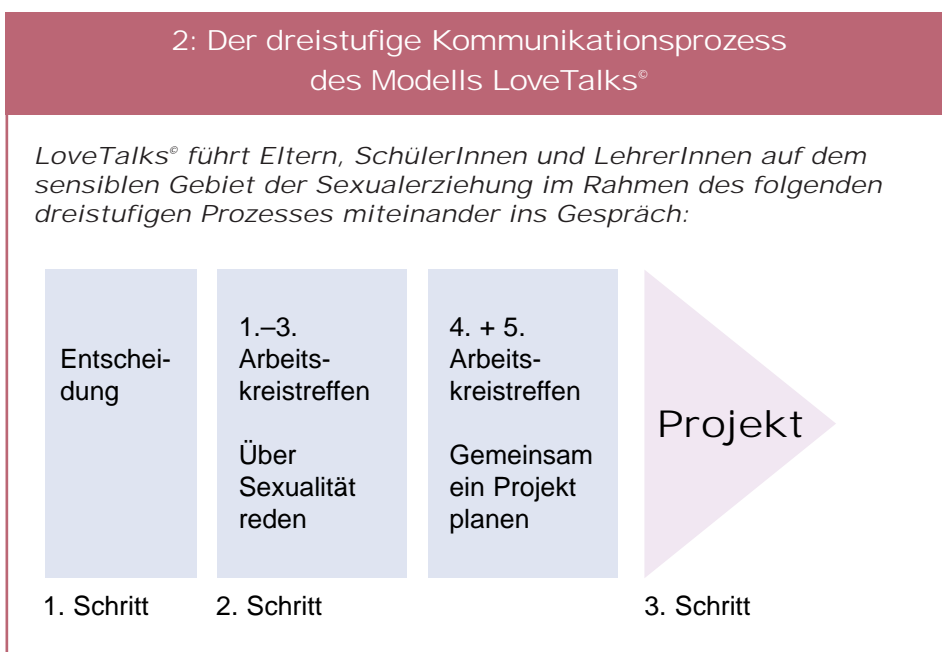 2: Der dreistufige Kommunikationsprozess
des Modells LoveTalks©
LoveTalks© führt Eltern, SchülerInnen und LehrerInnen auf dem
sensiblen Gebiet der Sexualerziehung im Rahmen des folgenden
dreistufigen Prozesses miteinander ins Gespräch:
Entschei-
dung
1.–3.
Arbeits-
kreistreffen
Über
Sexualität
reden
4. + 5.
Arbeits-
kreistreffen
Gemeinsam
ein Projekt
planen
Projekt
1. Schritt
2. Schritt
3. Schritt